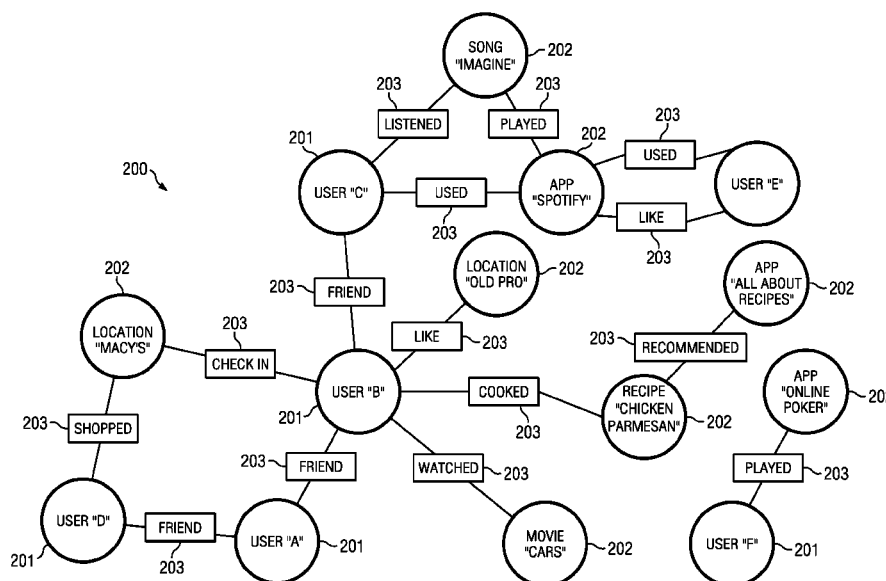 SONG
"IMAGINE"
202
203
LISTENED
203
PLAYED
201
202
203
USED
200
USER "C"
USED
203
APP
"SPOTIFY"
USER "E"
LIKE
203
202
LOCATION
"OLD PRO"
202
APP
"ALL ABOUT
RECIPES"
202
203
FRIEND
LOCATION
"MACY'S"
203
CHECK IN
LIKE
203
203
RECOMMENDED
USER "B"
201
COOKED
203
RECIPE
"CHICKEN
PARMESAN"
202
APP
"ONLINE
POKER"
203
SHOPPED
203
FRIEND
WATCHED
203
PLAYED
203
USER "D"
201
FRIEND
203
USER "A"
201
MOVIE
"CARS"
202
USER "F"
201